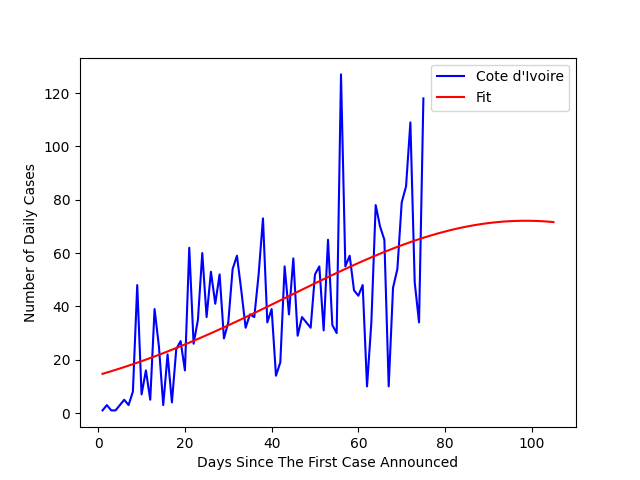 Cote d'Ivoire
Fit
120
100
80
60
40
20
0
Number of Daily Cases
0 20 40 60 80 100
Days Since The First Case Announced